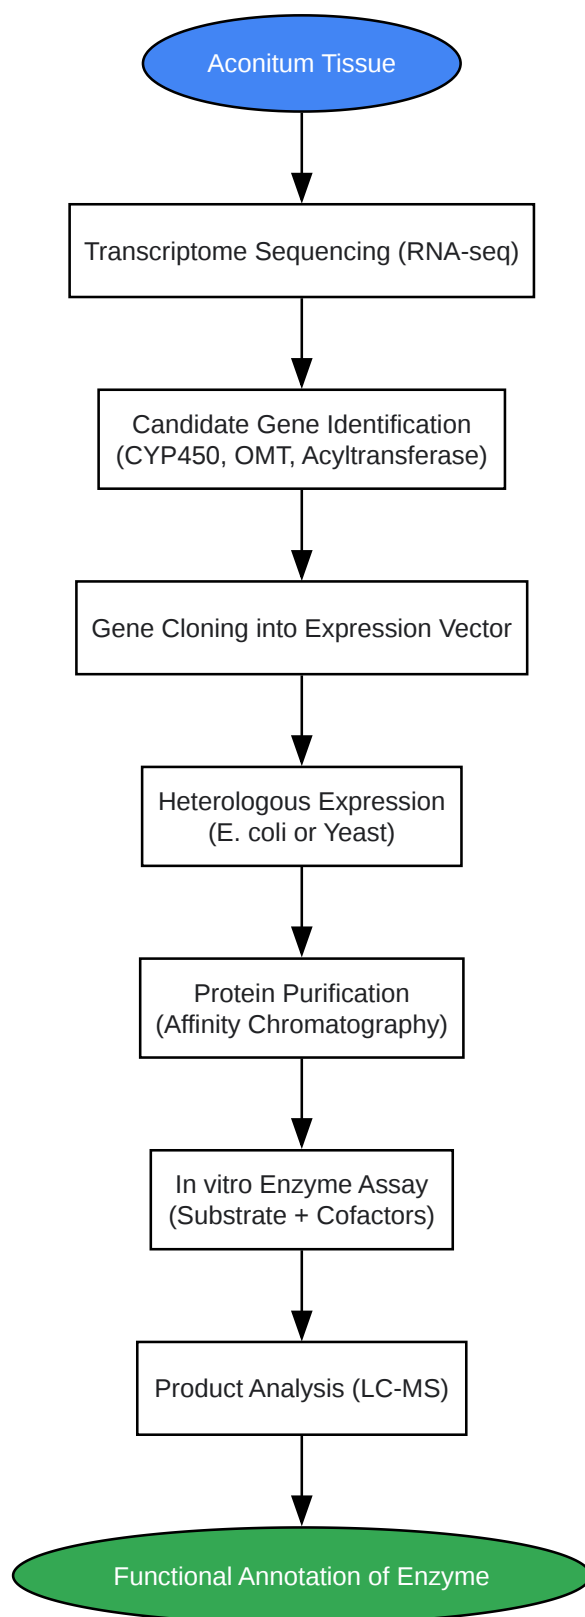 Aconitum Tissue
Transcriptome Sequencing (RNA-seq)
Candidate Gene Identification
(CYP450, OMT, Acyltransferase)
Gene Cloning into Expression Vector
Heterologous Expression
(E. coli or Yeast)
Protein Purification
(Affinity Chromatography)
In vitro Enzyme Assay
(Substrate + Cofactors)
Product Analysis (LC-MS)
Functional Annotation of Enzyme